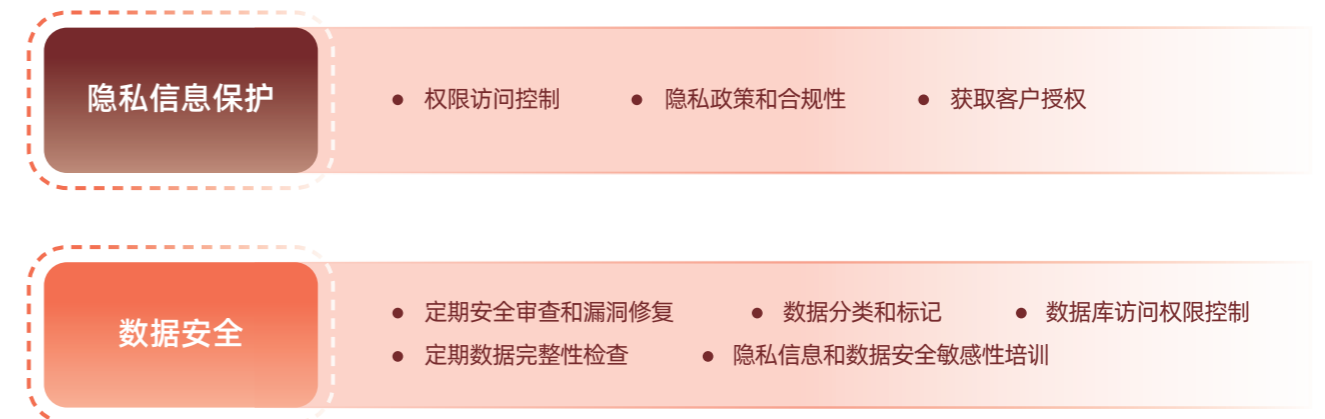 隐私信息保护
● 权限访问控制 ● 隐私政策和合规性 ● 获取客户授权
数据安全
● 定期安全审查和漏洞修复 ● 数据分类和标记 ● 数据库访问权限控制
● 定期数据完整性检查 ● 隐私信息和数据安全敏感性培训